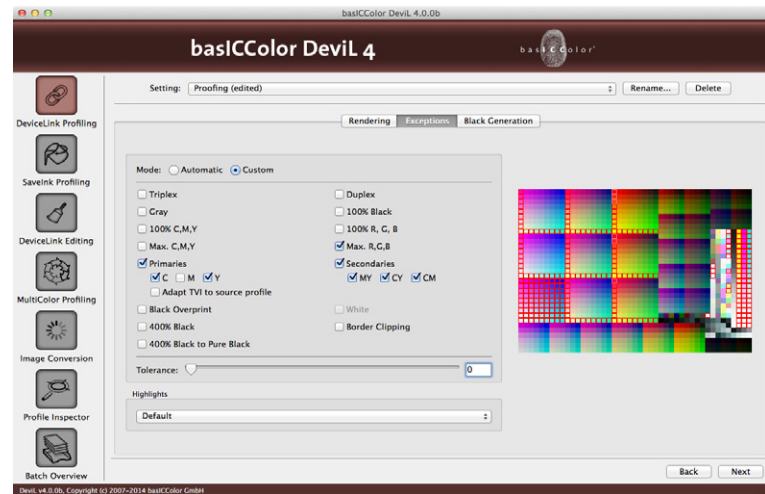 basICColor DeviL 4.0.0b
basICColor DeviL 4
basICColor
Setting: Proofing (edited) Rename... Delete
DeviceLink Profiling
SaveInk Profiling
DeviceLink Editing
MultiColor Profiling
Image Conversion
Profile Inspector
Batch Overview
Rendering Exceptions Black Generation
Mode: Automatic Custom
Triplex Duplex
Gray 100% Black
100% C,M,Y 100% R, G, B
Max. C,M,Y Max. R,G,B
Primaries Secondaries
C M Y MY CY CM
Adapt TVI to source profile
Black Overprint White
400% Black Border Clipping
400% Black to Pure Black
Tolerance: 0
Highlights
Default
Back Next
DeviL v4.0.0b, Copyright (c) 2007-2014 basICColor GmbH